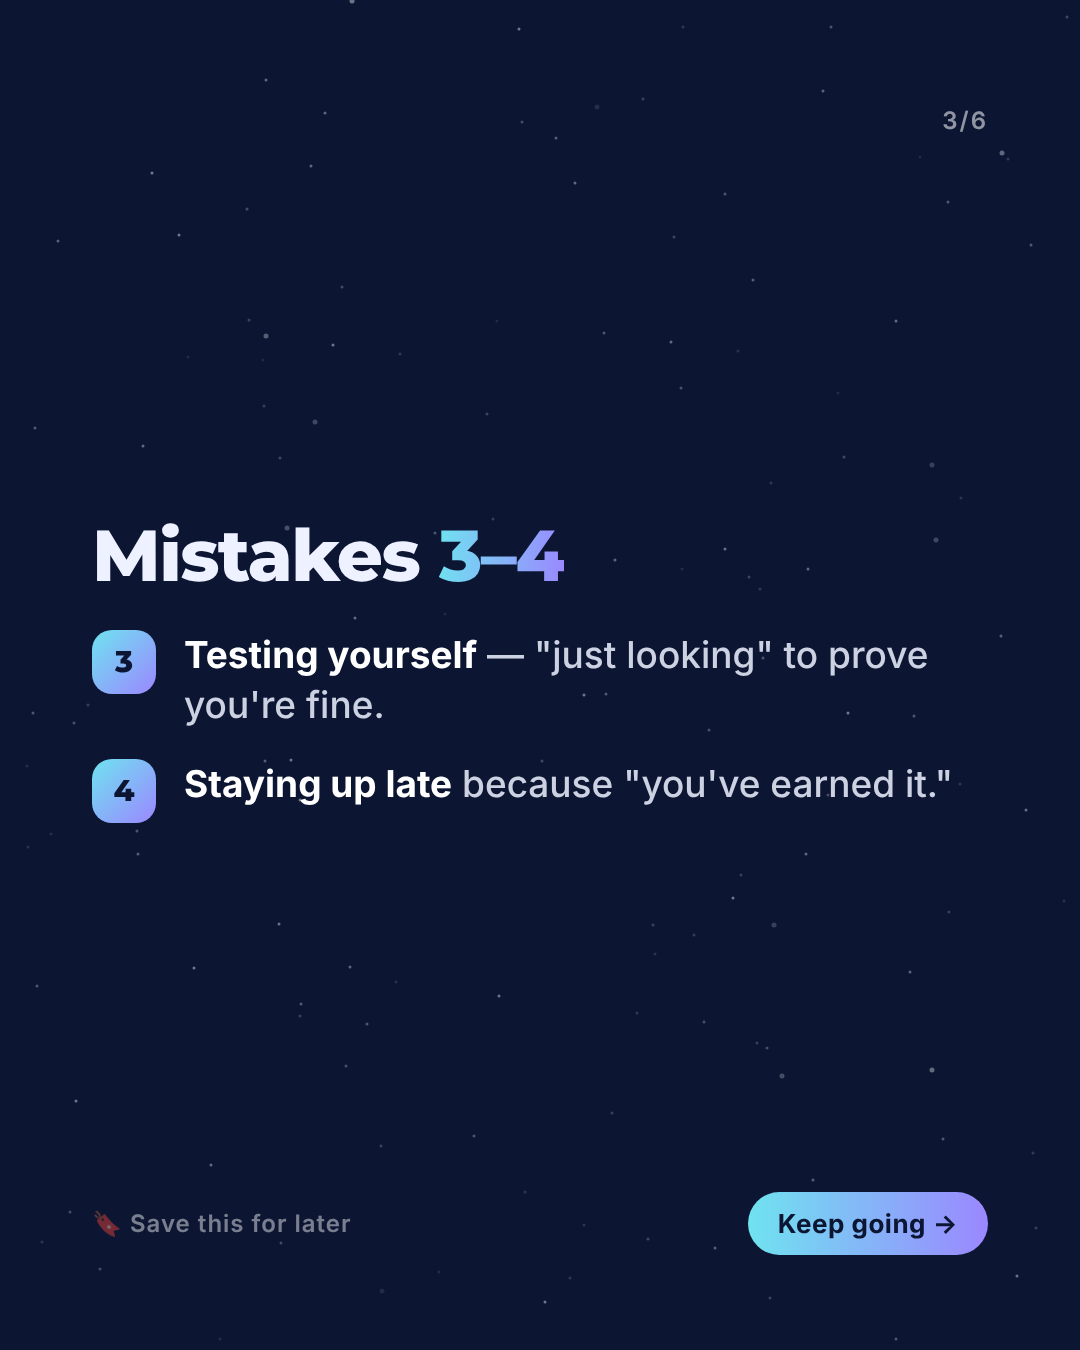 3/6
Mistakes 3–4
3
Testing yourself — "just looking" to prove
you're fine.
4
Staying up late because "you've earned it."
🔖 Save this for later
Keep going →